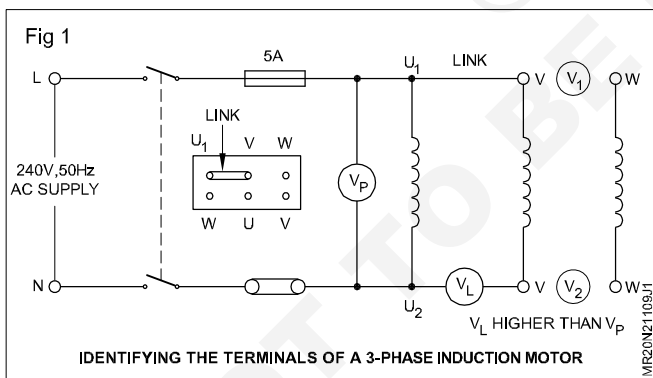 Fig 1
5A
L
U1
LINK
V
V1
W
LINK
U1 V W
240V,50Hz
AC SUPPLY
VP
W U V
N
U2
VL
V
V2
W
VL HIGHER THAN VP
IDENTIFYING THE TERMINALS OF A 3-PHASE INDUCTION MOTOR
MR20N21109J1